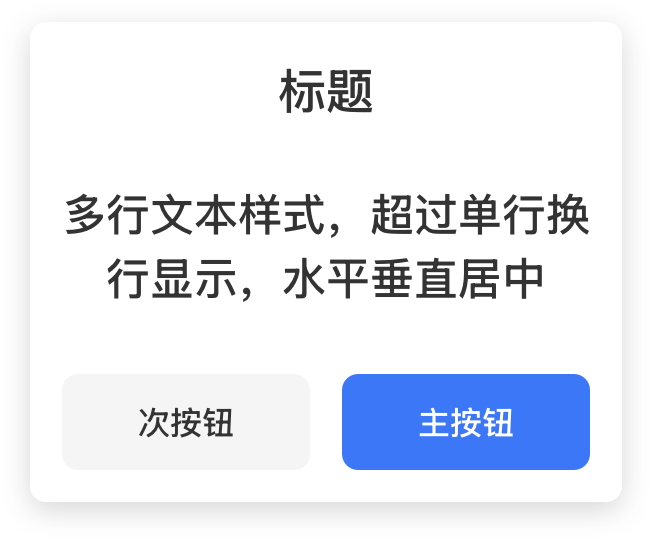 标题
多行文本样式，超过单行换
行显示，水平垂直居中
次按钮
主按钮